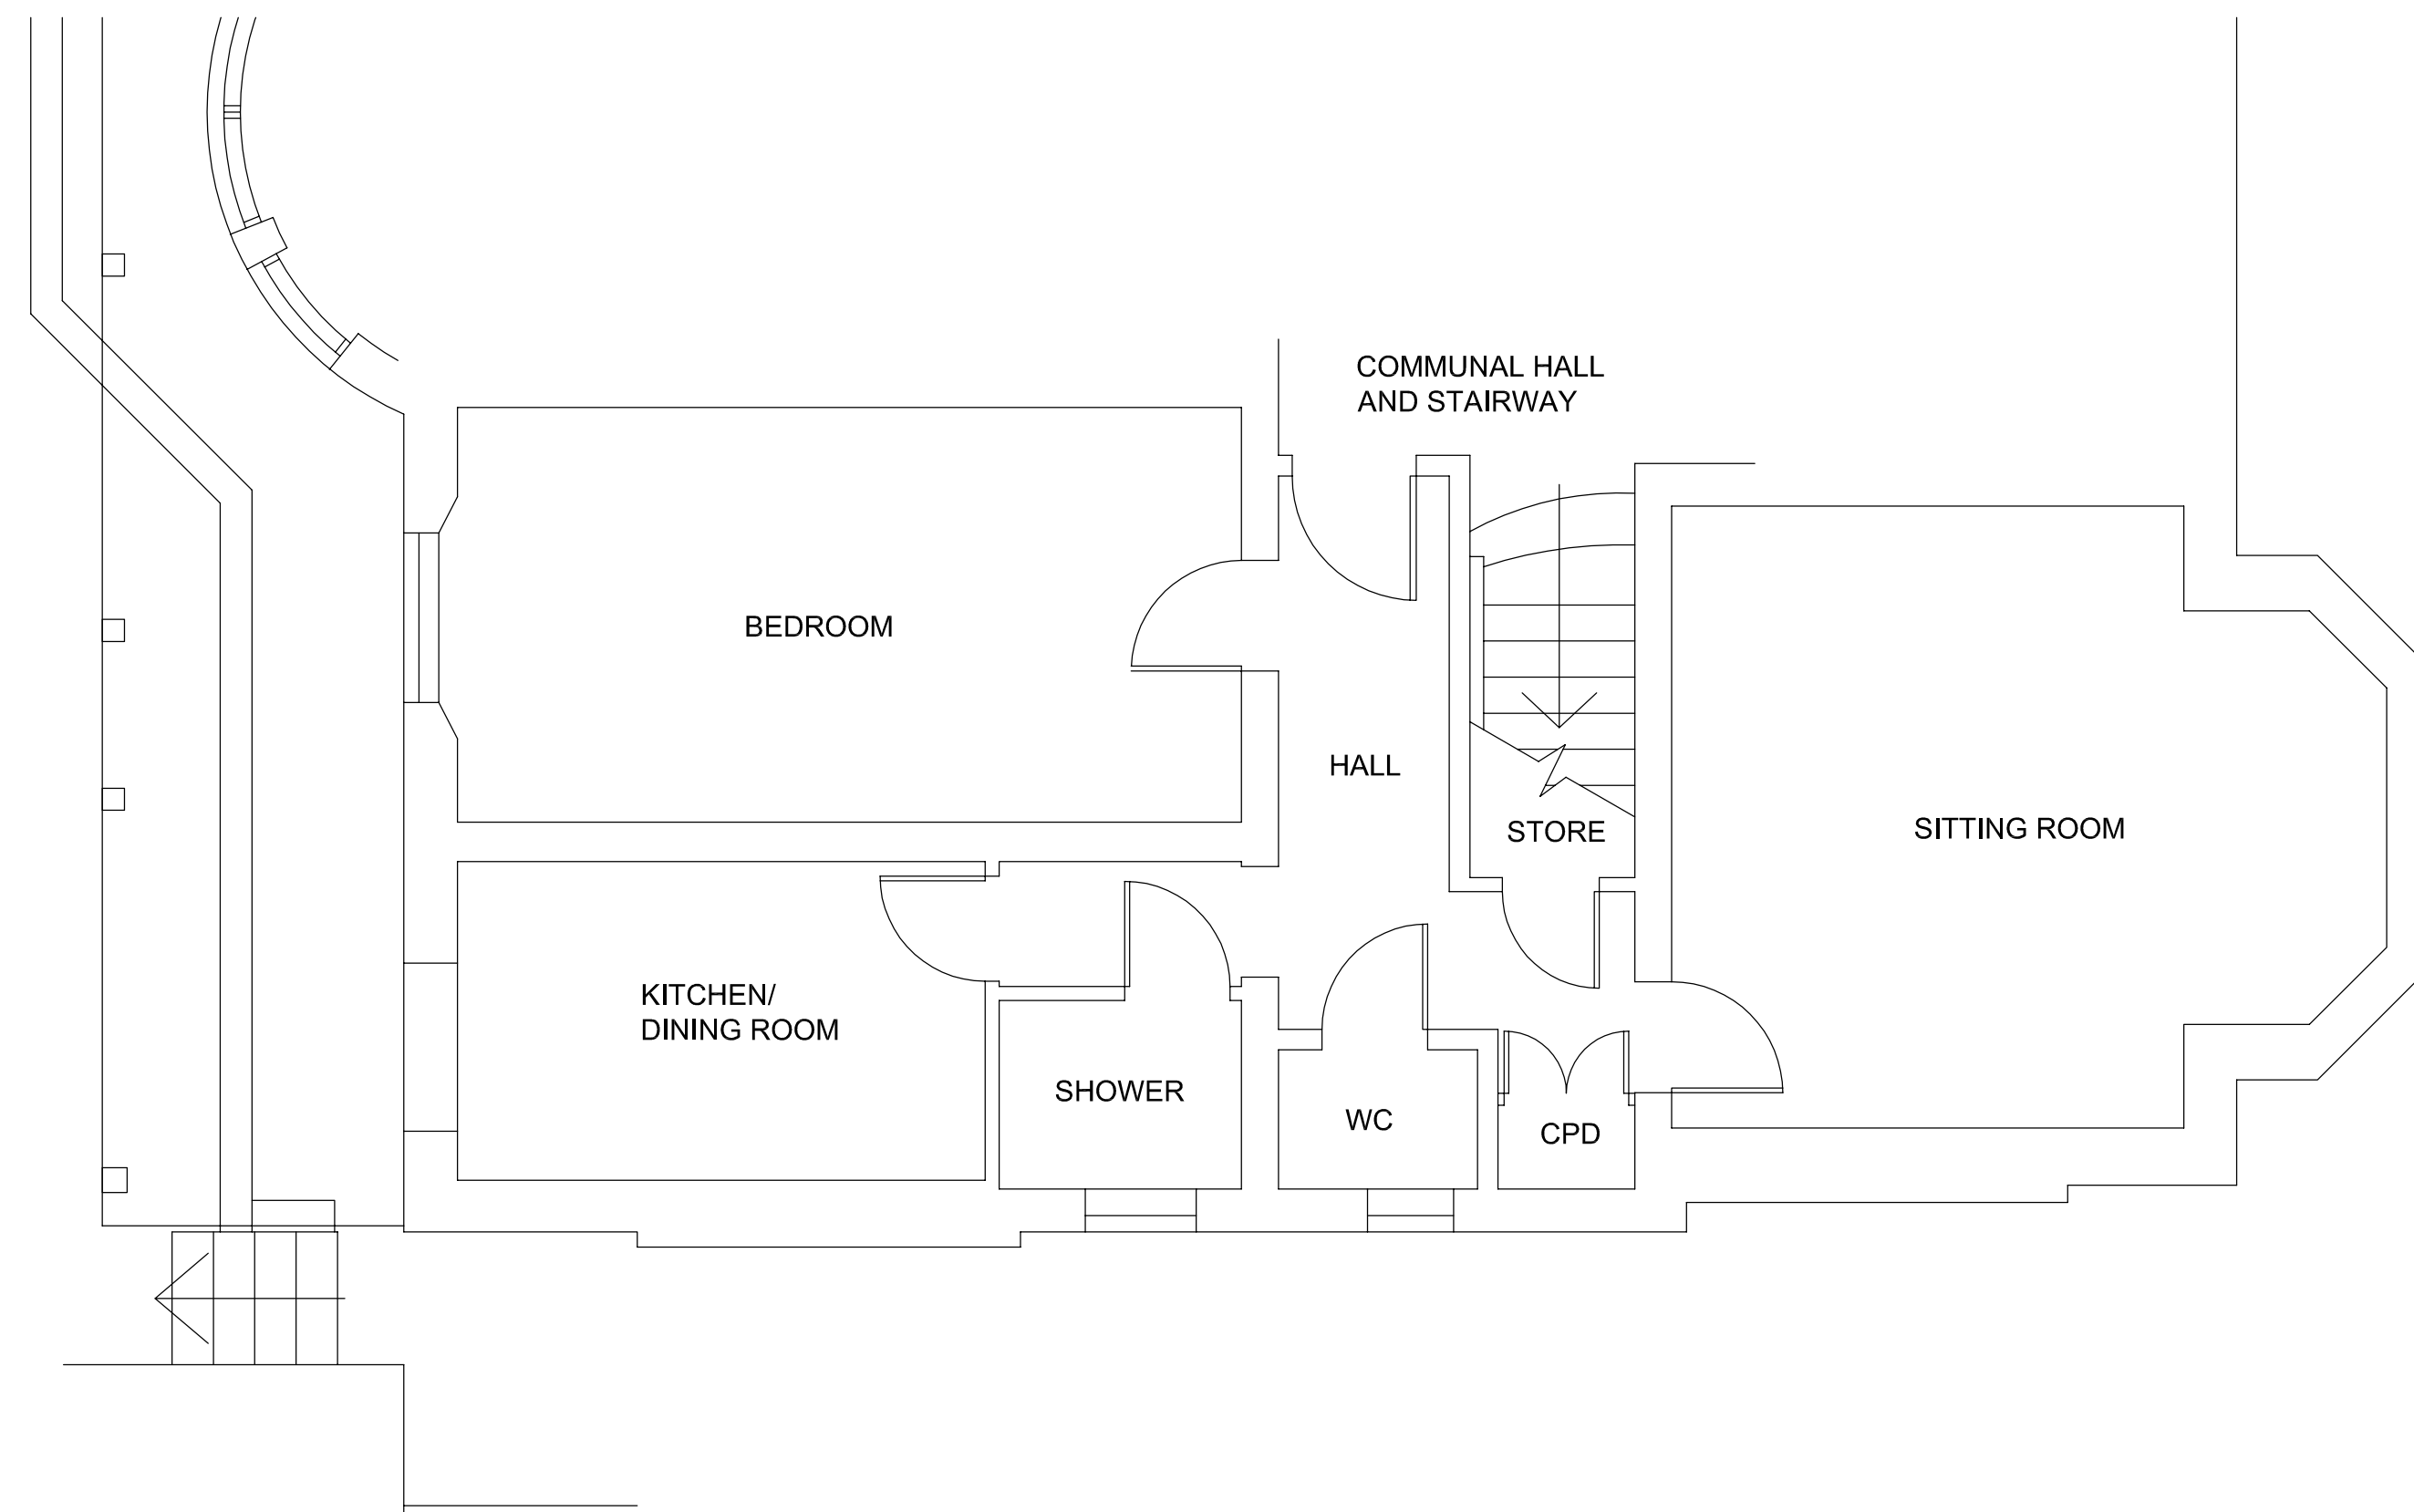 COMMUNAL HALL
AND STAIRWAY
BEDROOM
HALL
STORE
SITTING ROOM
KITCHEN/
DINING ROOM
SHOWER
WC
CPD